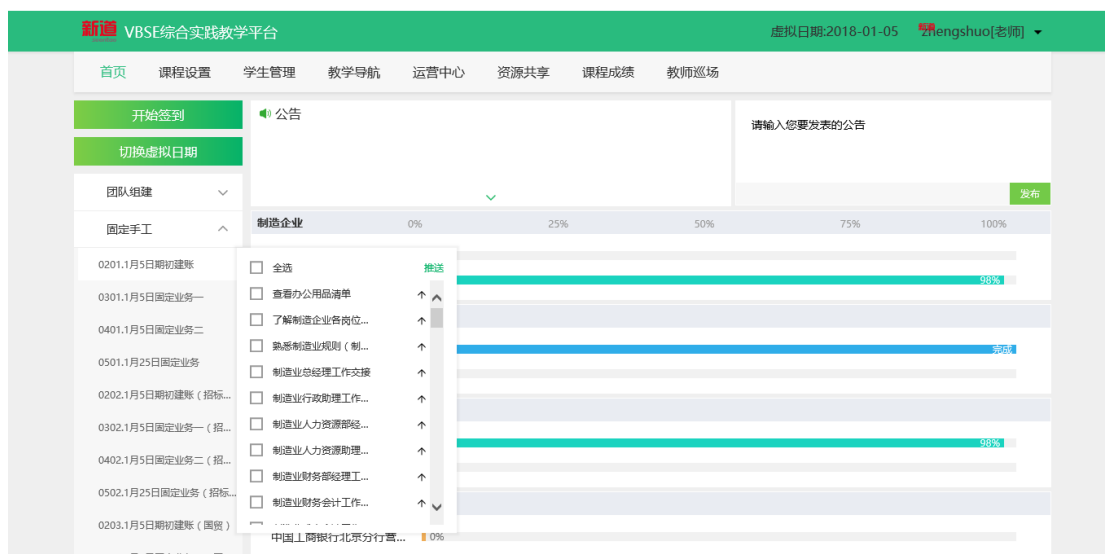 新道 VBSE综合实践教学平台 虚拟日期:2018-01-05 zhengshuo[老师]
首页 课程设置 学生管理 教学导航 运营中心 资源共享 课程成绩 教师巡场
开始签到
切换虚拟日期
公告
请输入您要发表的公告
发布
团队组建
固定手工
制造企业 0% 25% 50% 75% 100%
98%
完成
98%
0201.1月5日期初建账
0301.1月5日固定业务一
0401.1月5日固定业务二
0501.1月25日固定业务
0202.1月5日期初建账（招标...
0302.1月5日固定业务一（招...
0402.1月5日固定业务二（招...
0502.1月25日固定业务（招标...
0203.1月5日期初建账（国贸）
全选 推送
查看办公用品清单
了解制造企业各岗位...
熟悉制造业规则（制...
制造业总经理工作交接
制造业行政助理工作...
制造业人力资源部经...
制造业人力资源助理...
制造业财务部经理工...
制造业财务会计工作...
中国工商银行北京分行营... 0%